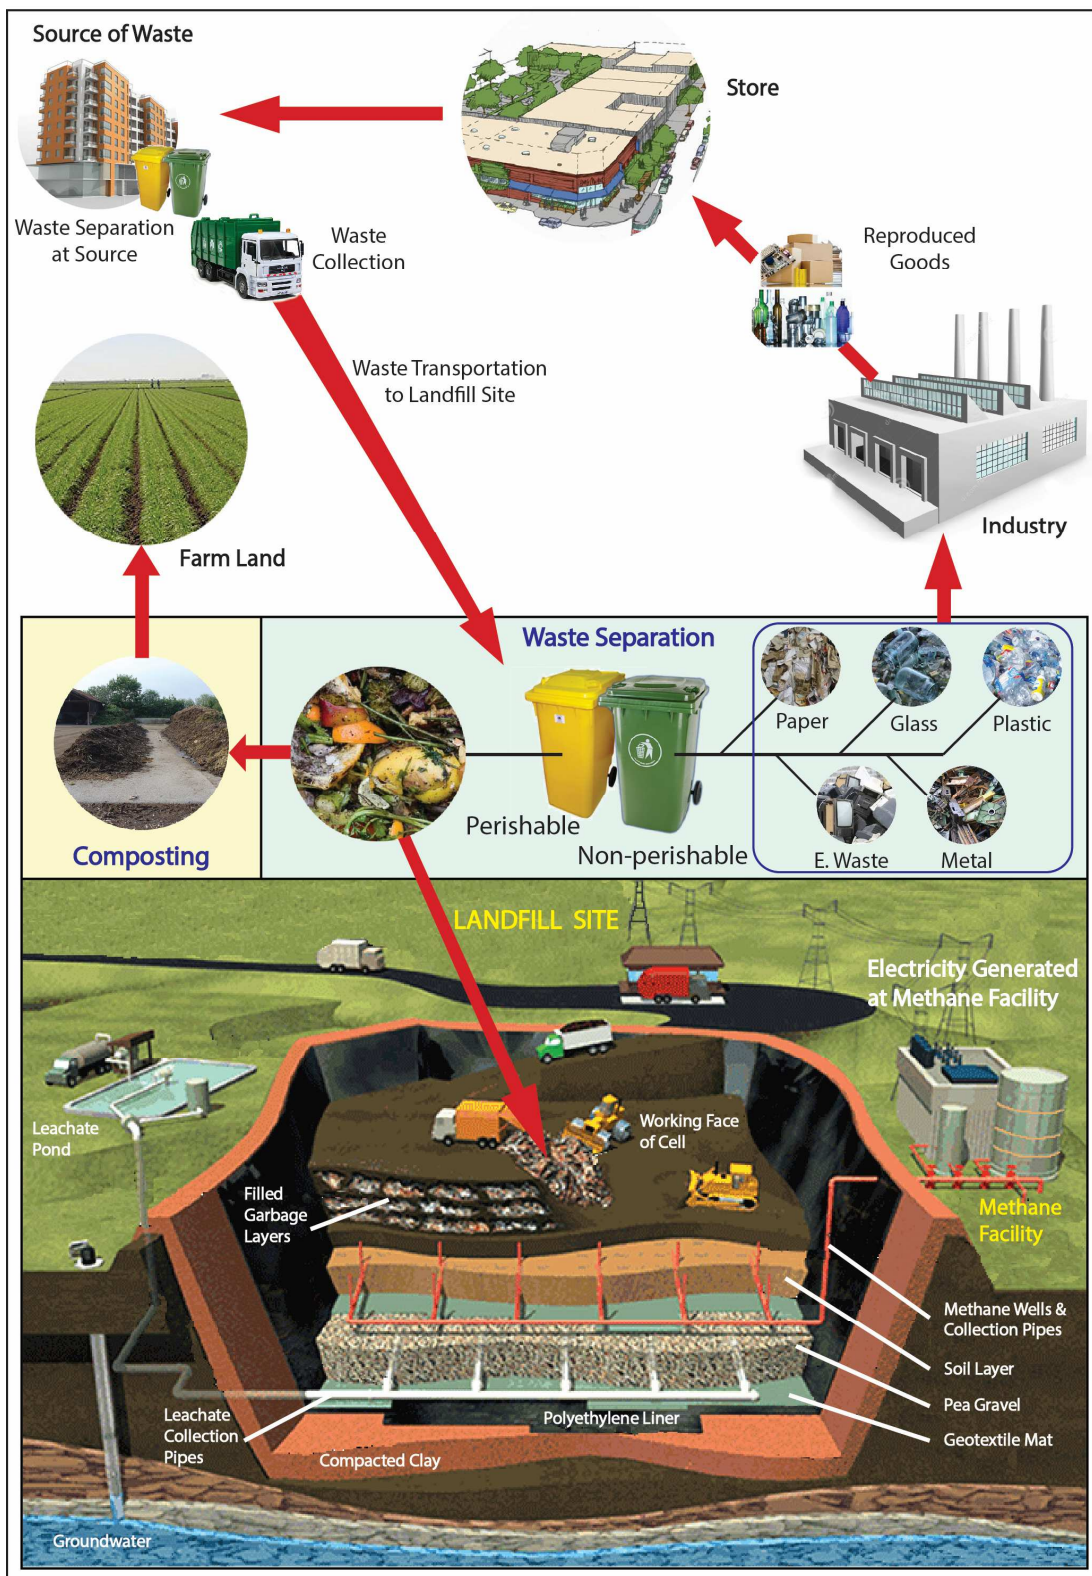 Source of Waste
Store
Waste Separation
at Source
Waste
Collection
Reproduced
Goods
Waste Transportation
to Landfill Site
Industry
Farm Land
Waste Separation
Paper
Glass
Plastic
Perishable
Non-perishable
E. Waste
Metal
Composting
LANDFILL SITE
Electricity Generated
at Methane Facility
Leachate
Pond
Working Face
of Cell
Filled
Garbage
Layers
Methane
Facility
Methane Wells &
Collection Pipes
Soil Layer
Pea Gravel
Geotextile Mat
Leachate
Collection
Pipes
Polyethylene Liner
Compacted Clay
Groundwater